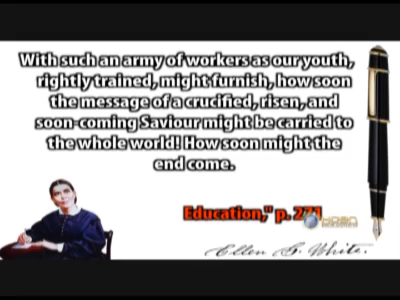 With such an army of workers as our youth,
rightly trained, might furnish, how soon
the message of a crucified, risen, and
soon-coming Saviour might be carried to
the whole world! How soon might the
end come.
Education," p. 271
Ellen G. White.